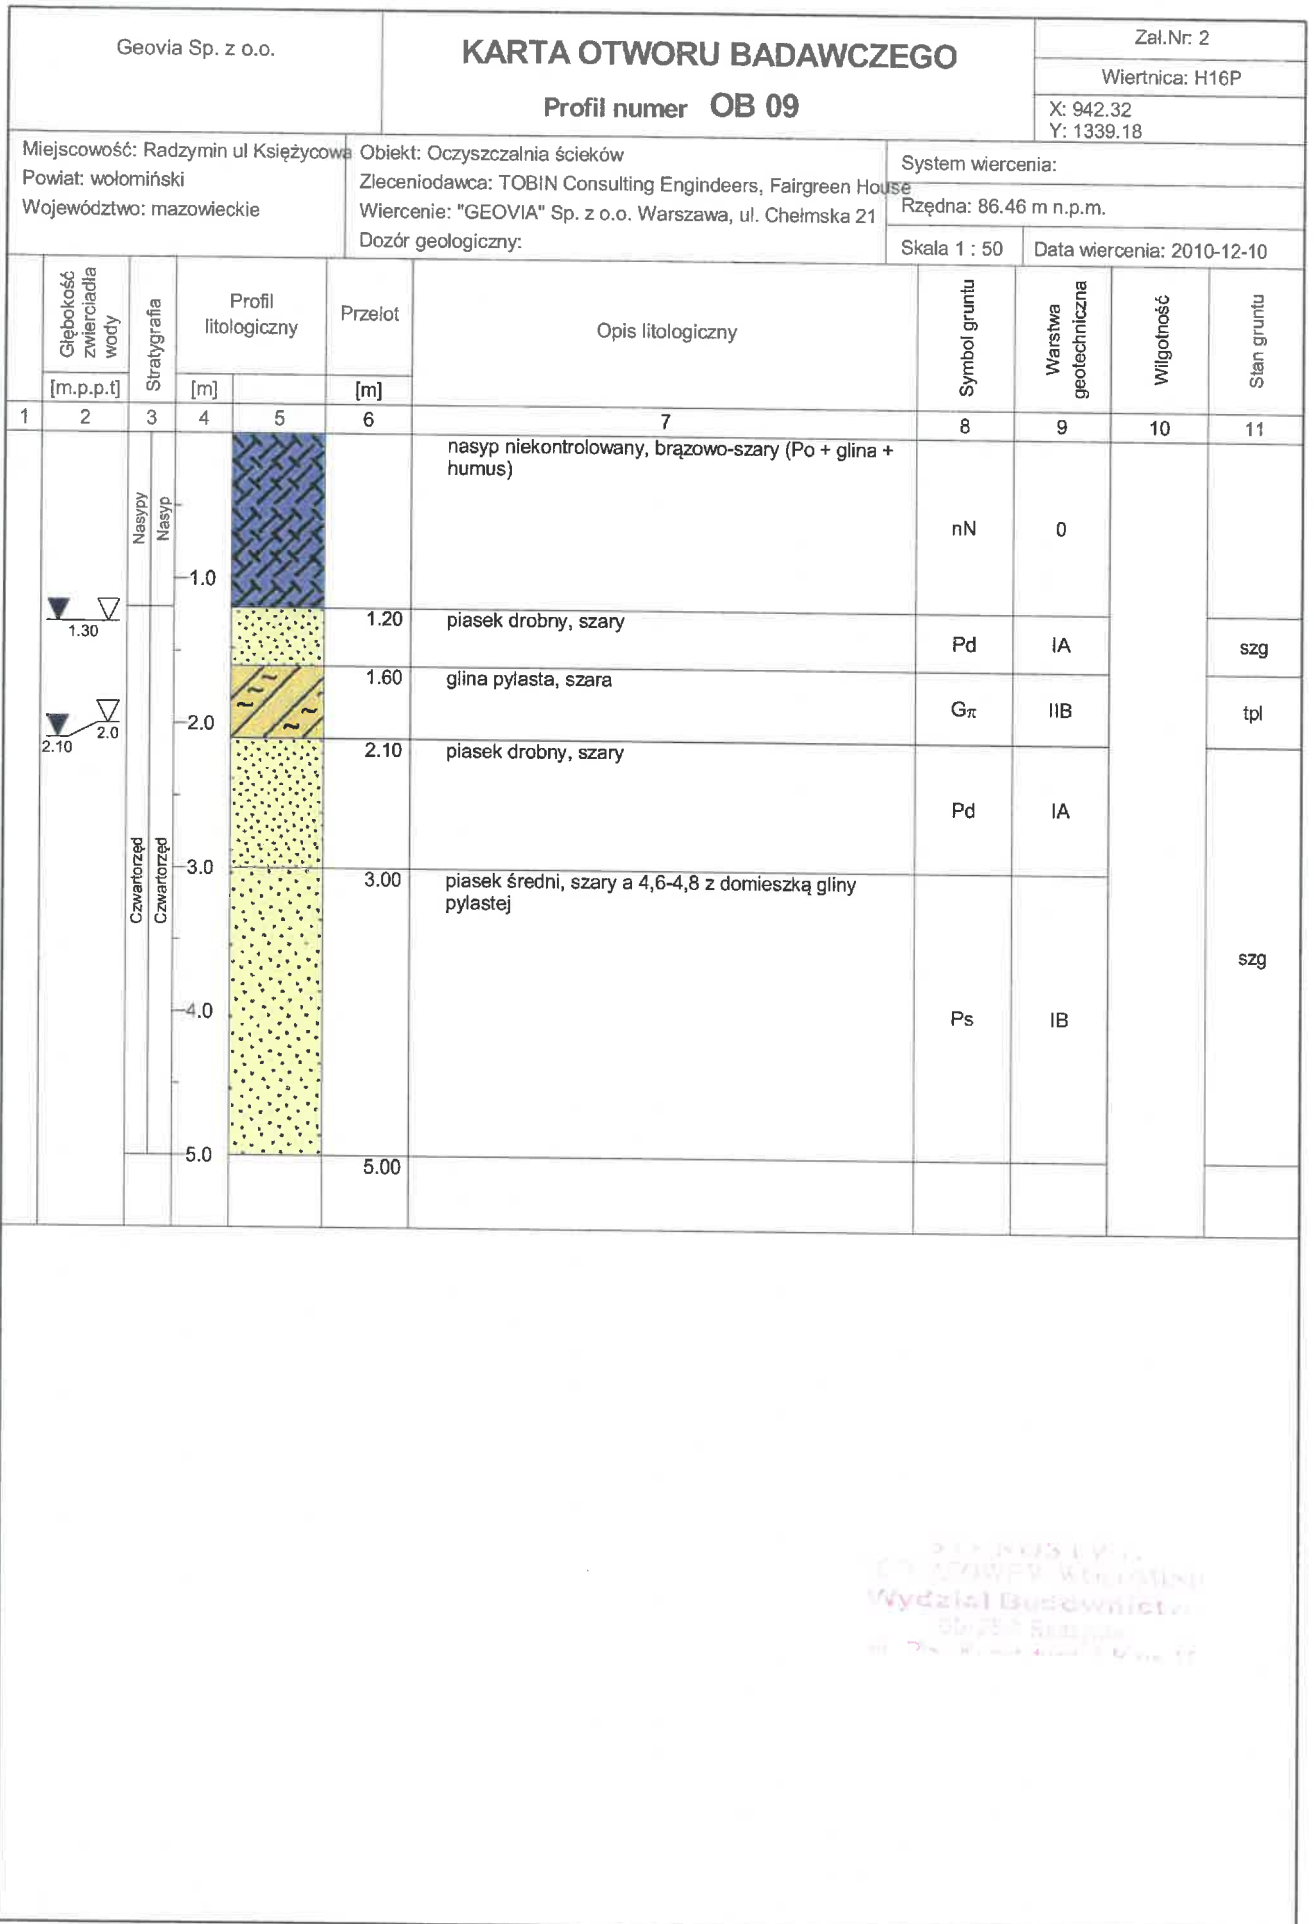 Geovia Sp. z o.o.
KARTA OTWORU BADAWCZEGO
Profil numer OB 09
Zał.Nr: 2
Wiertnica: H16P
X: 942.32
Y: 1339.18
Miejscowość: Radzymin ul Księżycowa
Powiat: wołomiński
Województwo: mazowieckie
Obiekt: Oczyszczalnia ścieków
Zleceniodawca: TOBIN Consulting Engindeers, Fairgreen House
Wiercenie: "GEOVIA" Sp. z o.o. Warszawa, ul. Chełmska 21
Dozór geologiczny:
System wiercenia:
Rzędna: 86.46 m n.p.m.
Skala 1 : 50
Data wiercenia: 2010-12-10
Głębokość
zwierciadła
wody
[m.p.p.t]
Stratygrafia
Profil
litologiczny
[m]
Przelot
[m]
Opis litologiczny
Symbol gruntu
Warstwa
geotechniczna
Wilgotność
Stan gruntu
1 2 3 4 5 6 7 8 9 10 11
nasyp niekontrolowany, brązowo-szary (Po + glina +
humus)
Nasypy
Nasyp
nN 0
1.0
1.30
1.20 piasek drobny, szary
Pd IA szg
1.60 glina pylasta, szara
Gπ IIB tpl
2.0
2.10
2.0
2.10 piasek drobny, szary
Pd IA
Czwartorzęd
Czwartorzęd
3.0
3.00 piasek średni, szary a 4,6-4,8 z domieszką gliny
pylastej
szg
4.0
Ps IB
5.0
5.00
Wydział Budownictwa